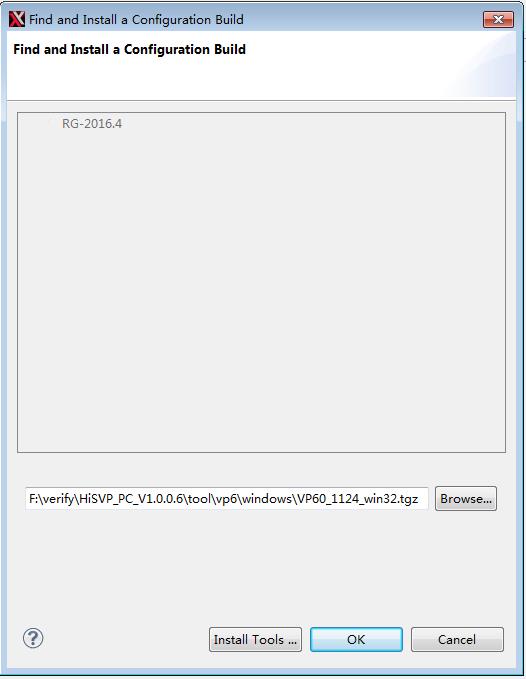 Find and Install a Configuration Build
Find and Install a Configuration Build
RG-2016.4
F:\verify\HiSVP_PC_V1.0.0.6\tool\vp6\windows\VP60_1124_win32.tgz
Browse...
?
Install Tools ...
OK
Cancel